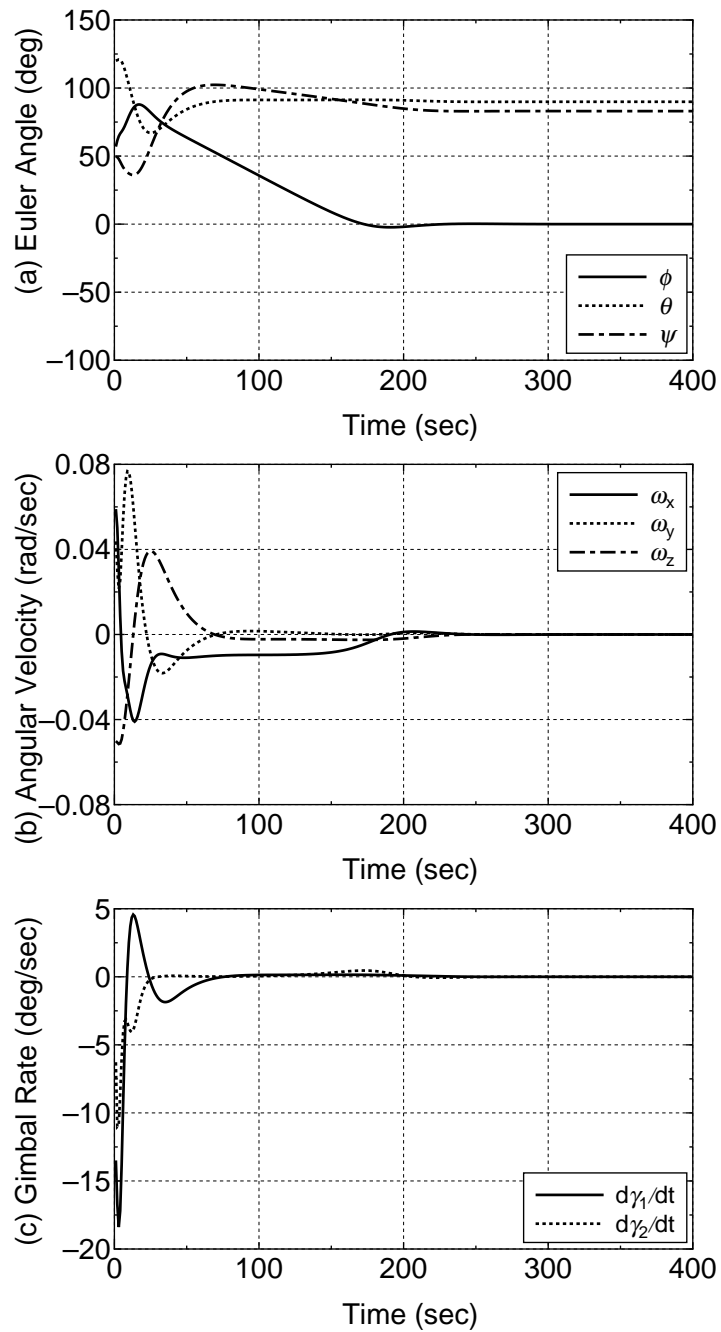 (a) Euler Angle (deg)
150
100
50
0
−50
−100
0
100
200
300
400
Time (sec)
ϕ
θ
ψ
(b) Angular Velocity (rad/sec)
0.08
0.04
0
−0.04
−0.08
0
100
200
300
400
Time (sec)
ωx
ωy
ωz
(c) Gimbal Rate (deg/sec)
5
0
−5
−10
−15
−20
0
100
200
300
400
Time (sec)
dγ1/dt
dγ2/dt